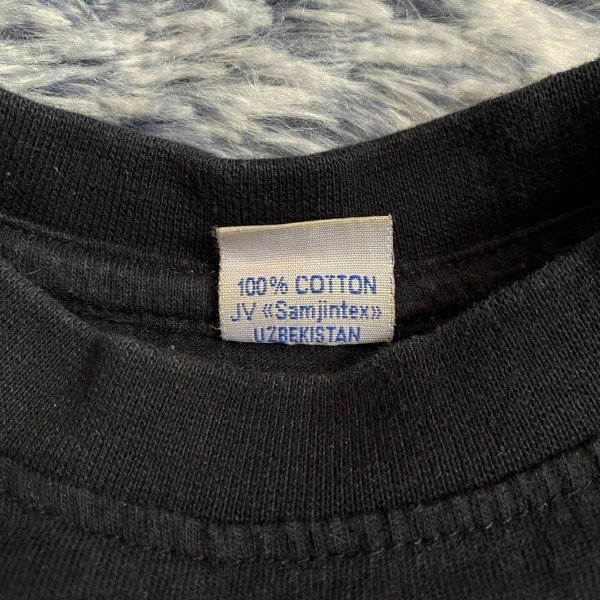 100% COTTON
JV «Samjintex»
UZBEKISTAN